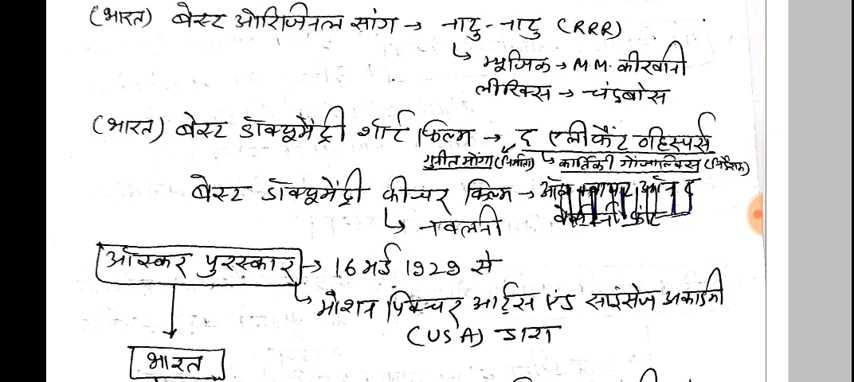 (भारत) बेस्ट ओरिजिनल सांग → नाटु-नाटु (RRR)
↳ म्यूजिक → M.M. कीरवानी
लीरिक्स → चंद्रबोस
(भारत) बेस्ट डॉक्यूमेंट्री शॉर्ट फिल्म → द एलीफेंट व्हिस्पर्स
गुनीत मोंगा (निर्माता) ↳ कार्तिकी गोंजाल्विस (निर्देशक)
बेस्ट डॉक्यूमेंट्री फीचर फिल्म →
↳ नवलनी
ऑस्कर पुरस्कार → 16 मई 1929 से
↳ मोशन पिक्चर आर्ट्स एंड साइंसेज अकादमी
(USA) द्वारा
भारत